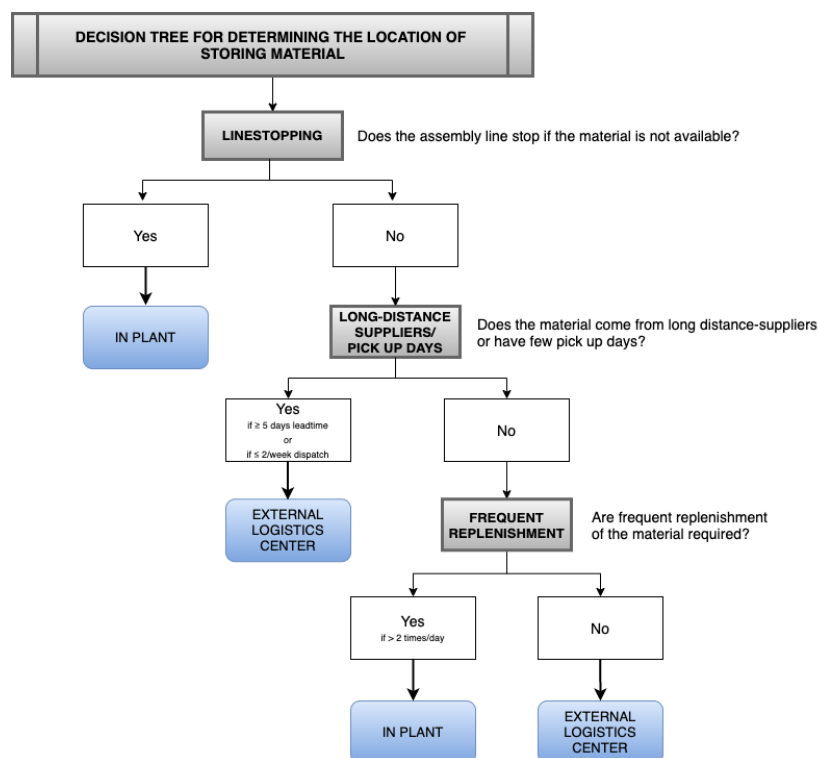 DECISION TREE FOR DETERMINING THE LOCATION OF
STORING MATERIAL
LINESTOPPING
Does the assembly line stop if the material is not available?
Yes
No
IN PLANT
LONG-DISTANCE
SUPPLIERS/
PICK UP DAYS
Does the material come from long distance-suppliers
or have few pick up days?
Yes
if ≥ 5 days leadtime
or
if ≤ 2/week dispatch
No
EXTERNAL
LOGISTICS
CENTER
FREQUENT
REPLENISHMENT
Are frequent replenishment
of the material required?
Yes
if > 2 times/day
No
IN PLANT
EXTERNAL
LOGISTICS
CENTER